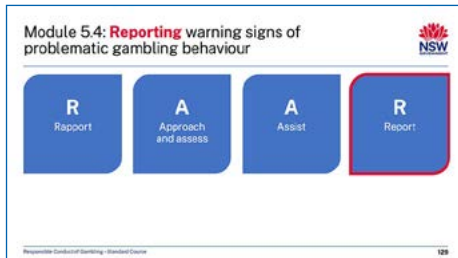 Module 5.4: Reporting warning signs of
problematic gambling behaviour
NSW
GOVERNMENT
R
Rapport
A
Approach
and assess
A
Assist
R
Report
Responsible Conduct of Gambling - Standard Course
129